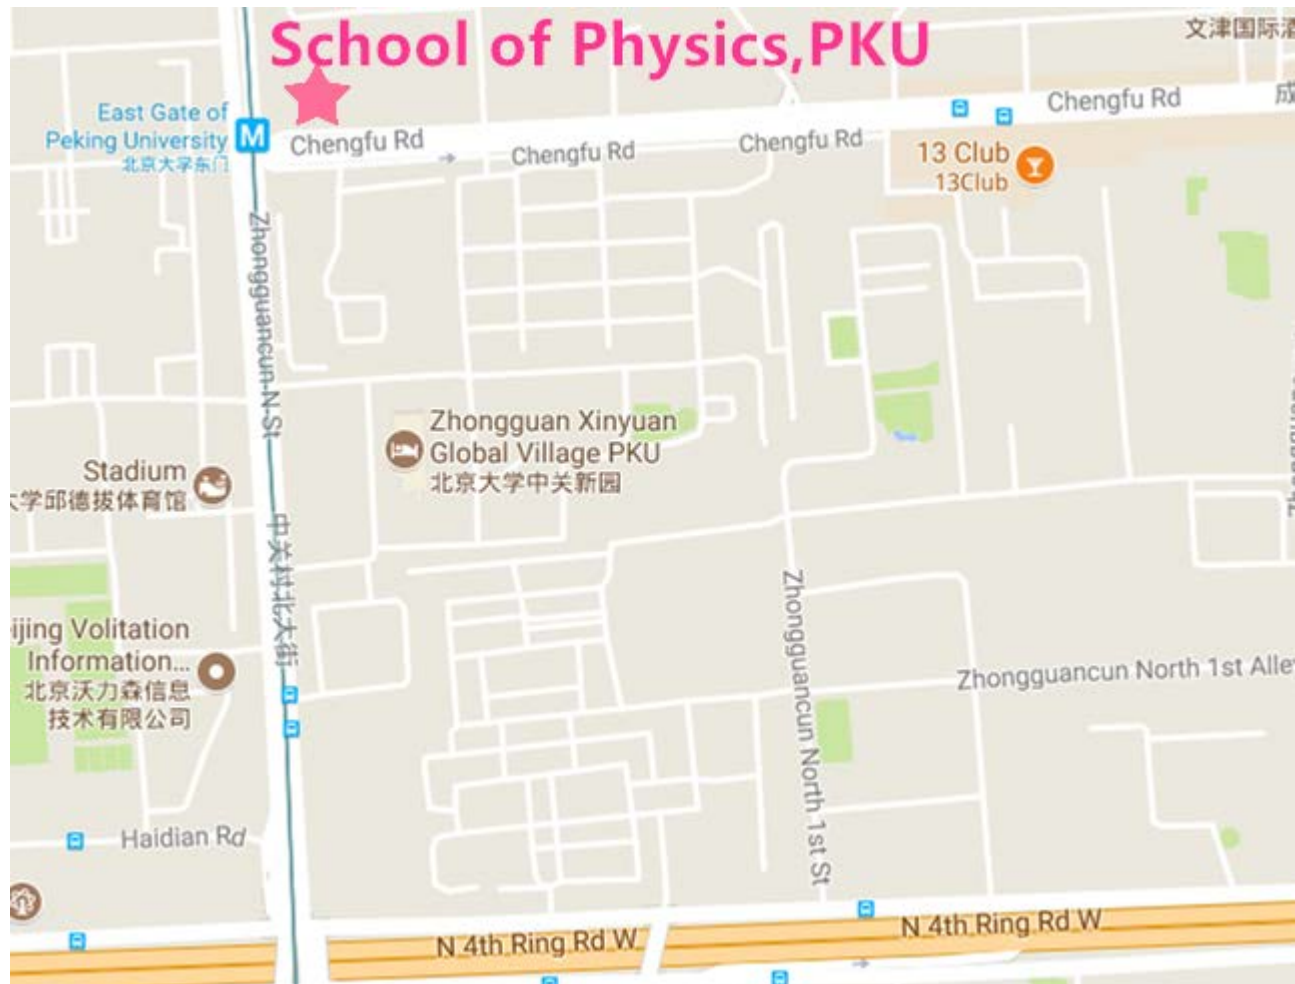 School of Physics,PKU
文津国际酒
East Gate of
Peking University
北京大学东门
M
Chengfu Rd
Chengfu Rd
Chengfu Rd
Chengfu Rd
成
13 Club
13Club
Zhongguancun N St
Zhongguan Xinyuan
Global Village PKU
北京大学中关新园
Stadium
大学邱德拔体育馆
中关村北大街
ijing Volitation
Information...
北京沃力森信息
技术有限公司
Zhongguancun North 1st St
Zhongguancun North 1st Alle
Haidian Rd
N 4th Ring Rd W
N 4th Ring Rd W